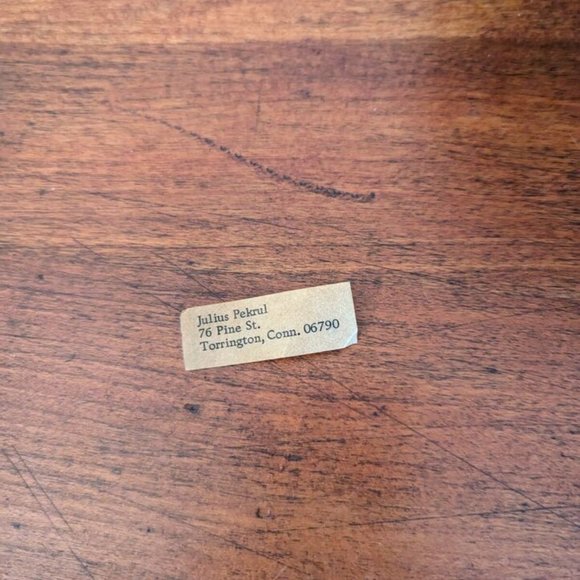 Julius Pekrul
76 Pine St.
Torrington, Conn. 06790